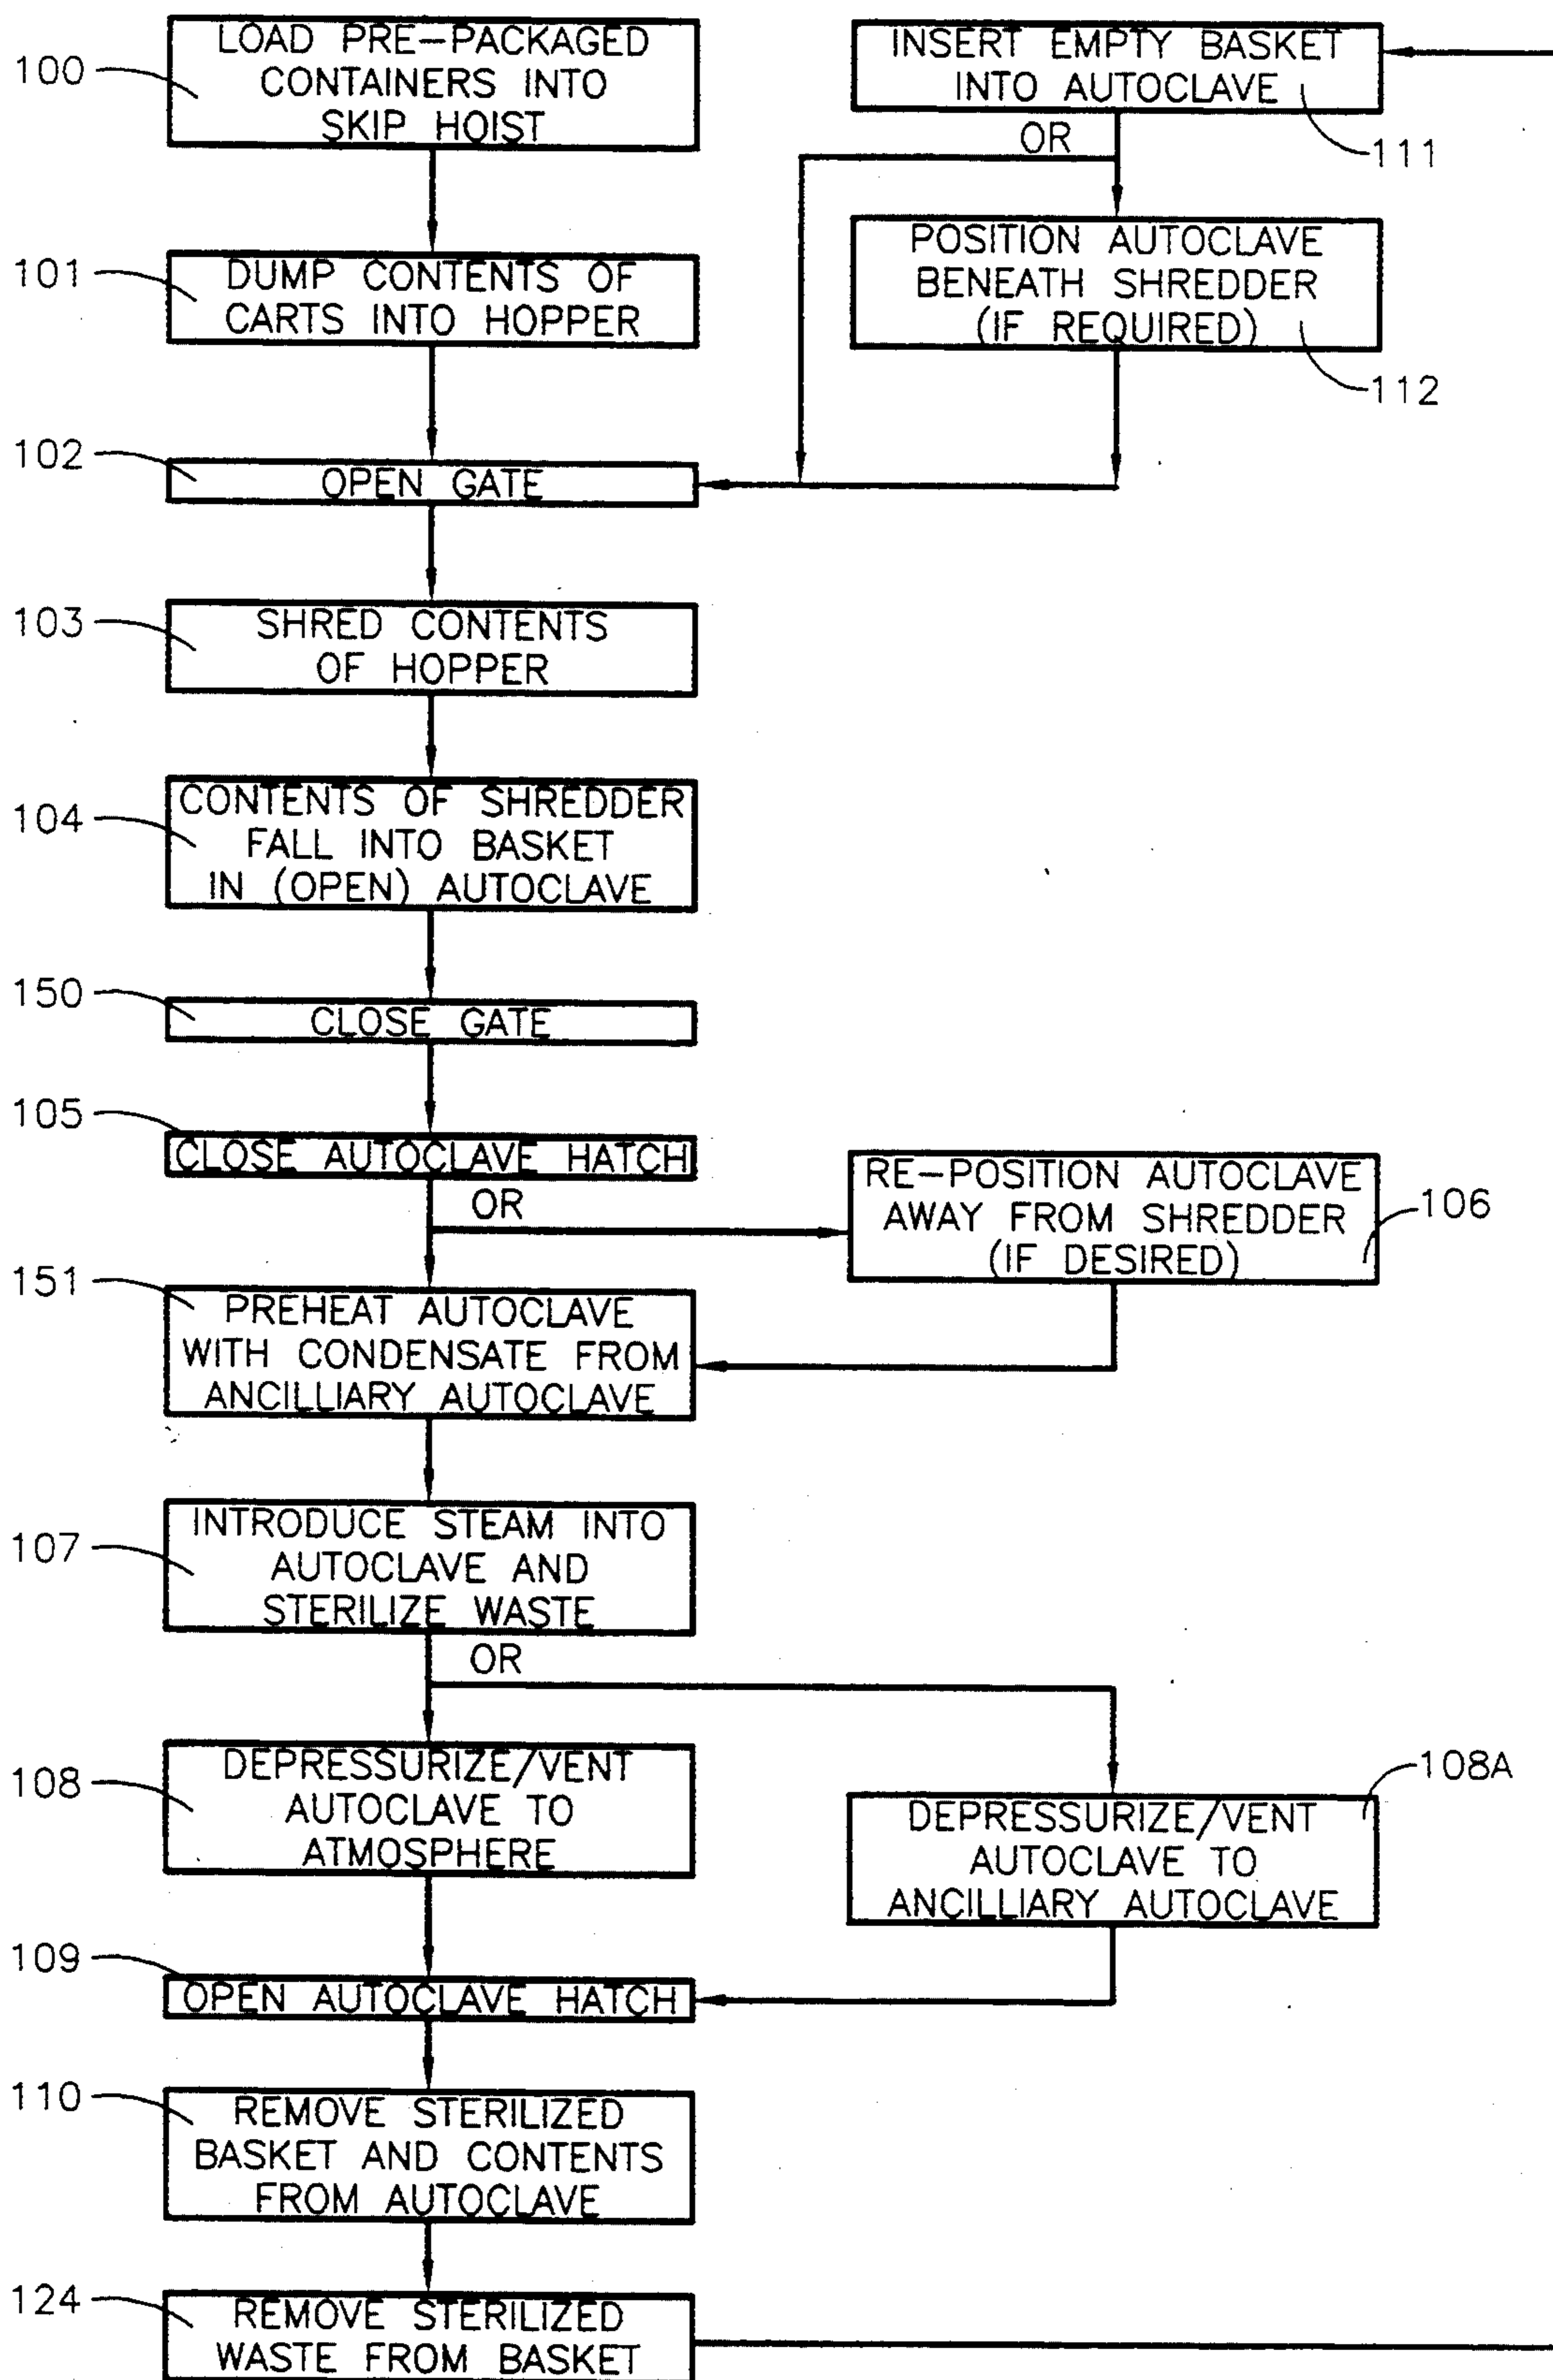 100
LOAD PRE-PACKAGED
CONTAINERS INTO
SKIP HOIST
INSERT EMPTY BASKET
INTO AUTOCLAVE
111
OR
101
DUMP CONTENTS OF
CARTS INTO HOPPER
POSITION AUTOCLAVE
BENEATH SHREDDER
(IF REQUIRED)
112
102
OPEN GATE
103
SHRED CONTENTS
OF HOPPER
104
CONTENTS OF SHREDDER
FALL INTO BASKET
IN (OPEN) AUTOCLAVE
150
CLOSE GATE
105
CLOSE AUTOCLAVE HATCH
OR
RE-POSITION AUTOCLAVE
AWAY FROM SHREDDER
(IF DESIRED)
106
151
PREHEAT AUTOCLAVE
WITH CONDENSATE FROM
ANCILLIARY AUTOCLAVE
107
INTRODUCE STEAM INTO
AUTOCLAVE AND
STERILIZE WASTE
OR
108
DEPRESSURIZE/VENT
AUTOCLAVE TO
ATMOSPHERE
108A
DEPRESSURIZE/VENT
AUTOCLAVE TO
ANCILLIARY AUTOCLAVE
109
OPEN AUTOCLAVE HATCH
110
REMOVE STERILIZED
BASKET AND CONTENTS
FROM AUTOCLAVE
124
REMOVE STERILIZED
WASTE FROM BASKET